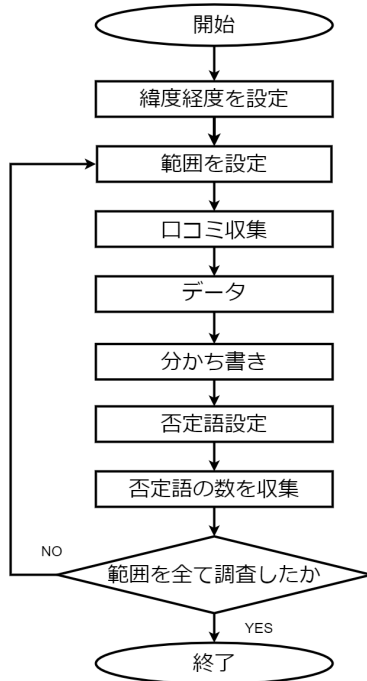 開始
緯度経度を設定
範囲を設定
口コミ収集
データ
分かち書き
否定語設定
否定語の数を収集
範囲を全て調査したか
NO
YES
終了